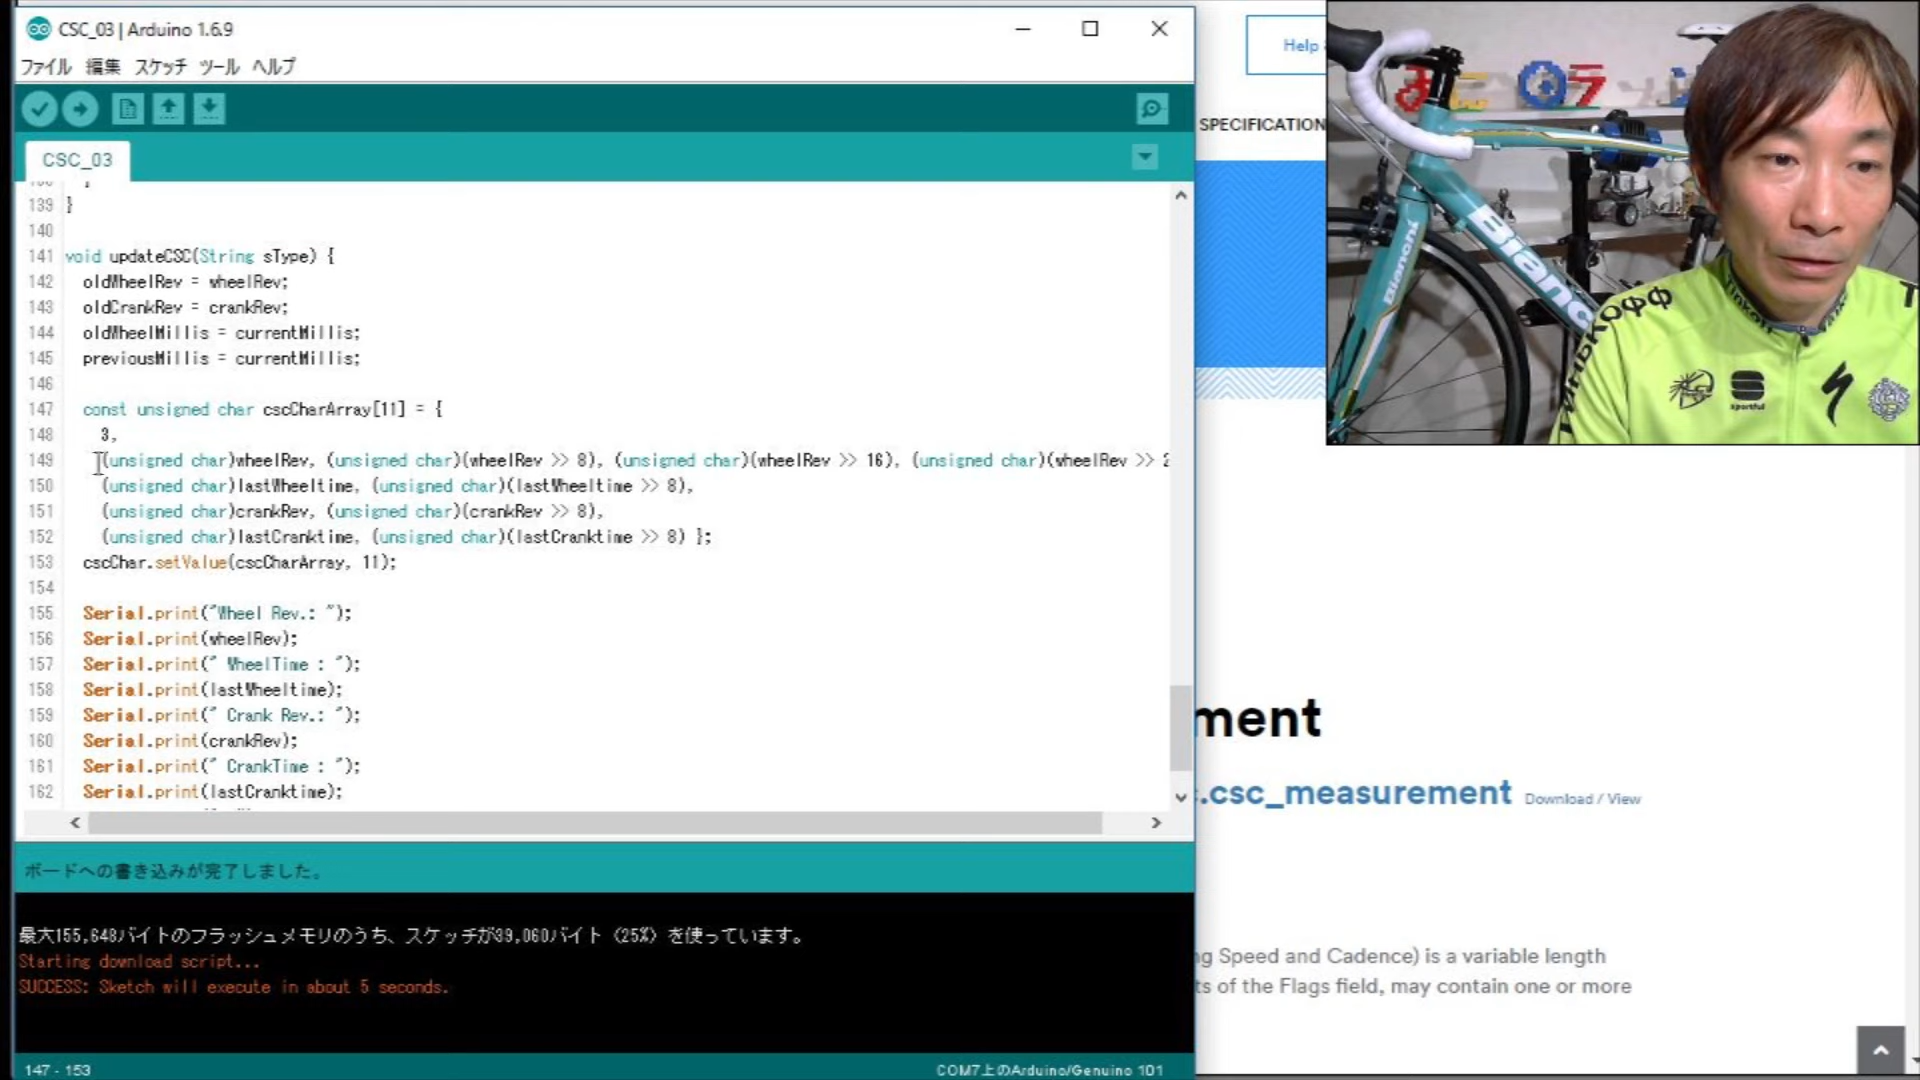 CSC_03 | Arduino 1.6.9
ファイル 編集 スケッチ ツール ヘルプ
CSC_03
139 }
140
141 void updateCSC(String sType) {
142 oldWheelRev = wheelRev;
143 oldCrankRev = crankRev;
144 oldWheelMillis = currentMillis;
145 previousMillis = currentMillis;
146
147 const unsigned char cscCharArray[11] = {
148 3,
149 (unsigned char)wheelRev, (unsigned char)(wheelRev >> 8), (unsigned char)(wheelRev >> 16), (unsigned char)(wheelRev >> 2
150 (unsigned char)lastWheeltime, (unsigned char)(lastWheeltime >> 8),
151 (unsigned char)crankRev, (unsigned char)(crankRev >> 8),
152 (unsigned char)lastCranktime, (unsigned char)(lastCranktime >> 8) };
153 cscChar.setValue(cscCharArray, 11);
154
155 Serial.print("Wheel Rev.: ");
156 Serial.print(wheelRev);
157 Serial.print(" WheelTime : ");
158 Serial.print(lastWheeltime);
159 Serial.print(" Crank Rev.: ");
160 Serial.print(crankRev);
161 Serial.print(" CrankTime : ");
162 Serial.print(lastCranktime);
ボードへの書き込みが完了しました。
最大155,648バイトのフラッシュメモリのうち、スケッチが39,060バイト（25%）を使っています。
Starting download script...
SUCCESS: Sketch will execute in about 5 seconds.
147 - 153
COM7上のArduino/Genuino 101
Help
SPECIFICATION
ment
.csc_measurement Download / View
ng Speed and Cadence) is a variable length
ts of the Flags field, may contain one or more
Bianchi
Bianc
sportful